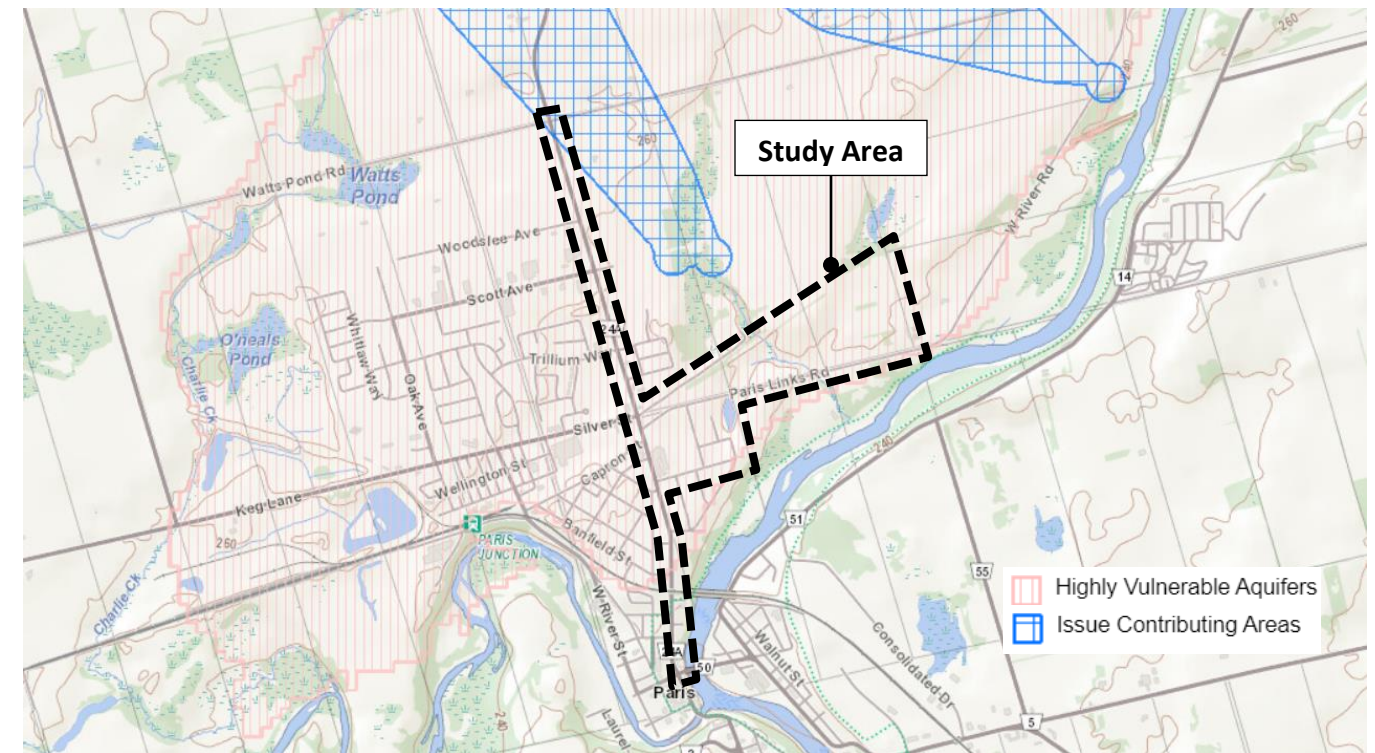 260
240
Study Area
260
W River Rd
Watts Pond Rd
Watts
Pond
Woodslee Ave
14
Scott Ave
24A
O'neals
Pond
Whitlaw Way
Trillium Way
Charlie Ck
Oak Ave
Paris Links Rd
Silver St
240
Capron
Wellington St
Keg Lane
51
PARIS
JUNCTION
Banfield St
260
55
Highly Vulnerable Aquifers
Charlie Ck
W River St
Issue Contributing Areas
Walnut St
Consolidated Dr
50
Paris
Laurel
240
5